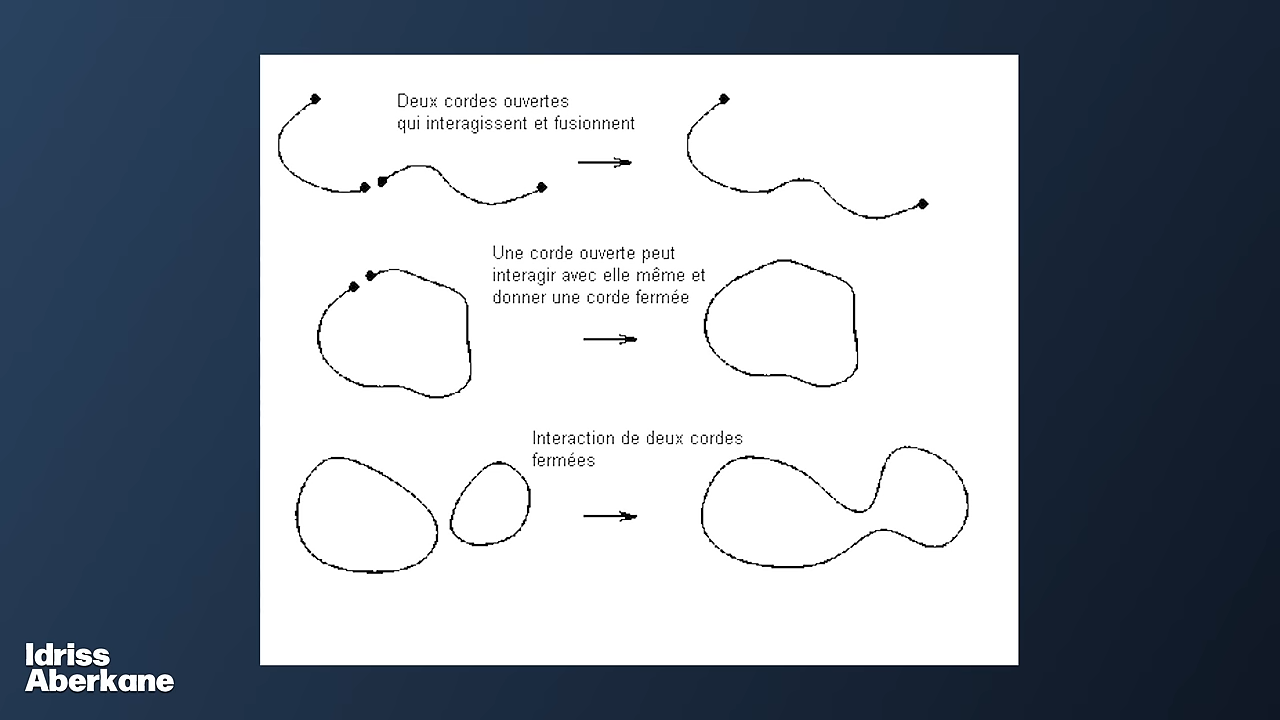 Deux cordes ouvertes
qui interagissent et fusionnent
Une corde ouverte peut
interagir avec elle même et
donner une corde fermée
Interaction de deux cordes
fermées
Idriss
Aberkane